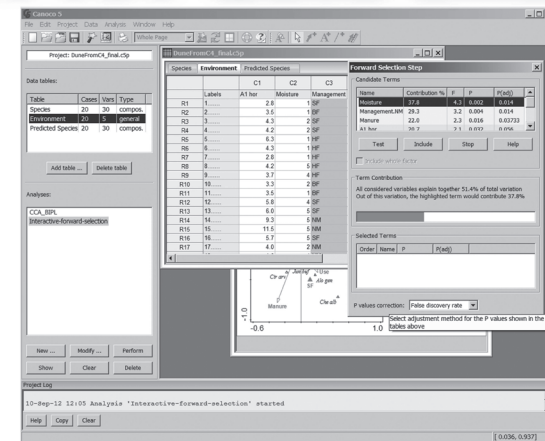 Canoco 5
File Edit Project Data Analysis Window Help
Whole Page
Project: DuneFromC4_final.c5p
Data tables:
Table Cases Vars Type
Species 20 30 compos.
Environment 20 5 general
Predicted Species 20 30 compos.
Add table ... Delete table
Analyses:
CCA_BIPL
Interactive-forward-selection
New ... Modify ... Perform
Show Clear Delete
DuneFromC4_final.c5p
Species Environment Predicted Species
C1 C2 C3
Labels A1 hor Moisture Management
R1 1....... 2.8 1 SF
R2 2....... 3.5 1 BF
R3 3....... 4.3 2 SF
R4 4....... 4.2 2 SF
R5 5....... 6.3 1 HF
R6 6....... 4.3 1 HF
R7 7....... 2.8 1 HF
R8 8....... 4.2 5 HF
R9 9....... 3.7 4 HF
R10 10...... 3.3 2 BF
R11 11...... 3.5 1 BF
R12 12...... 5.8 4 SF
R13 13...... 6.0 5 SF
R14 14...... 9.3 5 NM
R15 15...... 11.5 5 NM
R16 16...... 5.7 5 SF
R17 17...... 4.0 2 NM
Cir arv
Use
SF
Manure
Che alb
-1.0
-0.6 1.0
Forward Selection Step
Candidate Terms
Name Contribution % F P P(adj)
Moisture 37.8 4.3 0.002 0.014
Management.NM 29.3 3.2 0.004 0.014
Manure 22.0 2.3 0.016 0.03733
A1 hor 20.7 2.1 0.032 0.056
Test Include Stop Help
Include whole factor
Term Contribution
All considered variables explain together 51.4% of total variation
Out of this variation, the highlighted term would contribute 37.8%
Selected Terms
Order Name P P(adj)
P values correction: False discovery rate
Select adjustment method for the P values shown in the
tables above
Project Log
10-Sep-12 12:05 Analysis 'Interactive-forward-selection' started
Help Copy Clear
[ 0.036, 0.937]